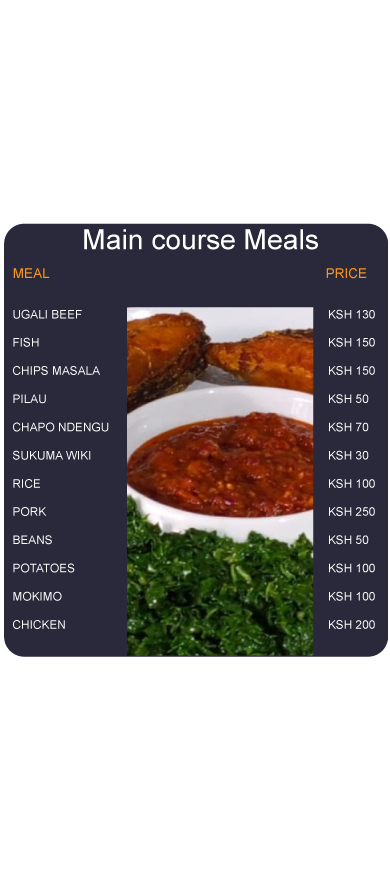 Main course Meals
MEAL PRICE
UGALI BEEF KSH 130
FISH KSH 150
CHIPS MASALA KSH 150
PILAU KSH 50
CHAPO NDENGU KSH 70
SUKUMA WIKI KSH 30
RICE KSH 100
PORK KSH 250
BEANS KSH 50
POTATOES KSH 100
MOKIMO KSH 100
CHICKEN KSH 200